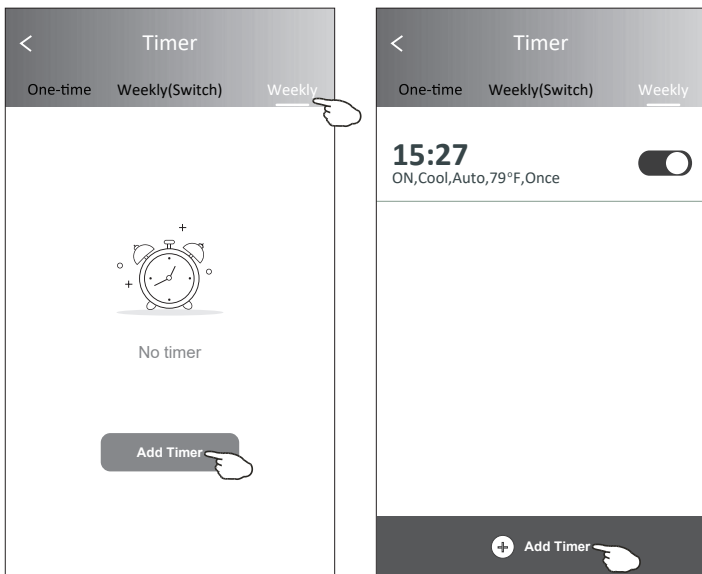 Timer
One-time Weekly(Switch) Weekly
No timer
Add Timer
Timer
One-time Weekly(Switch) Weekly
15:27
ON,Cool,Auto,79°F,Once
Add Timer